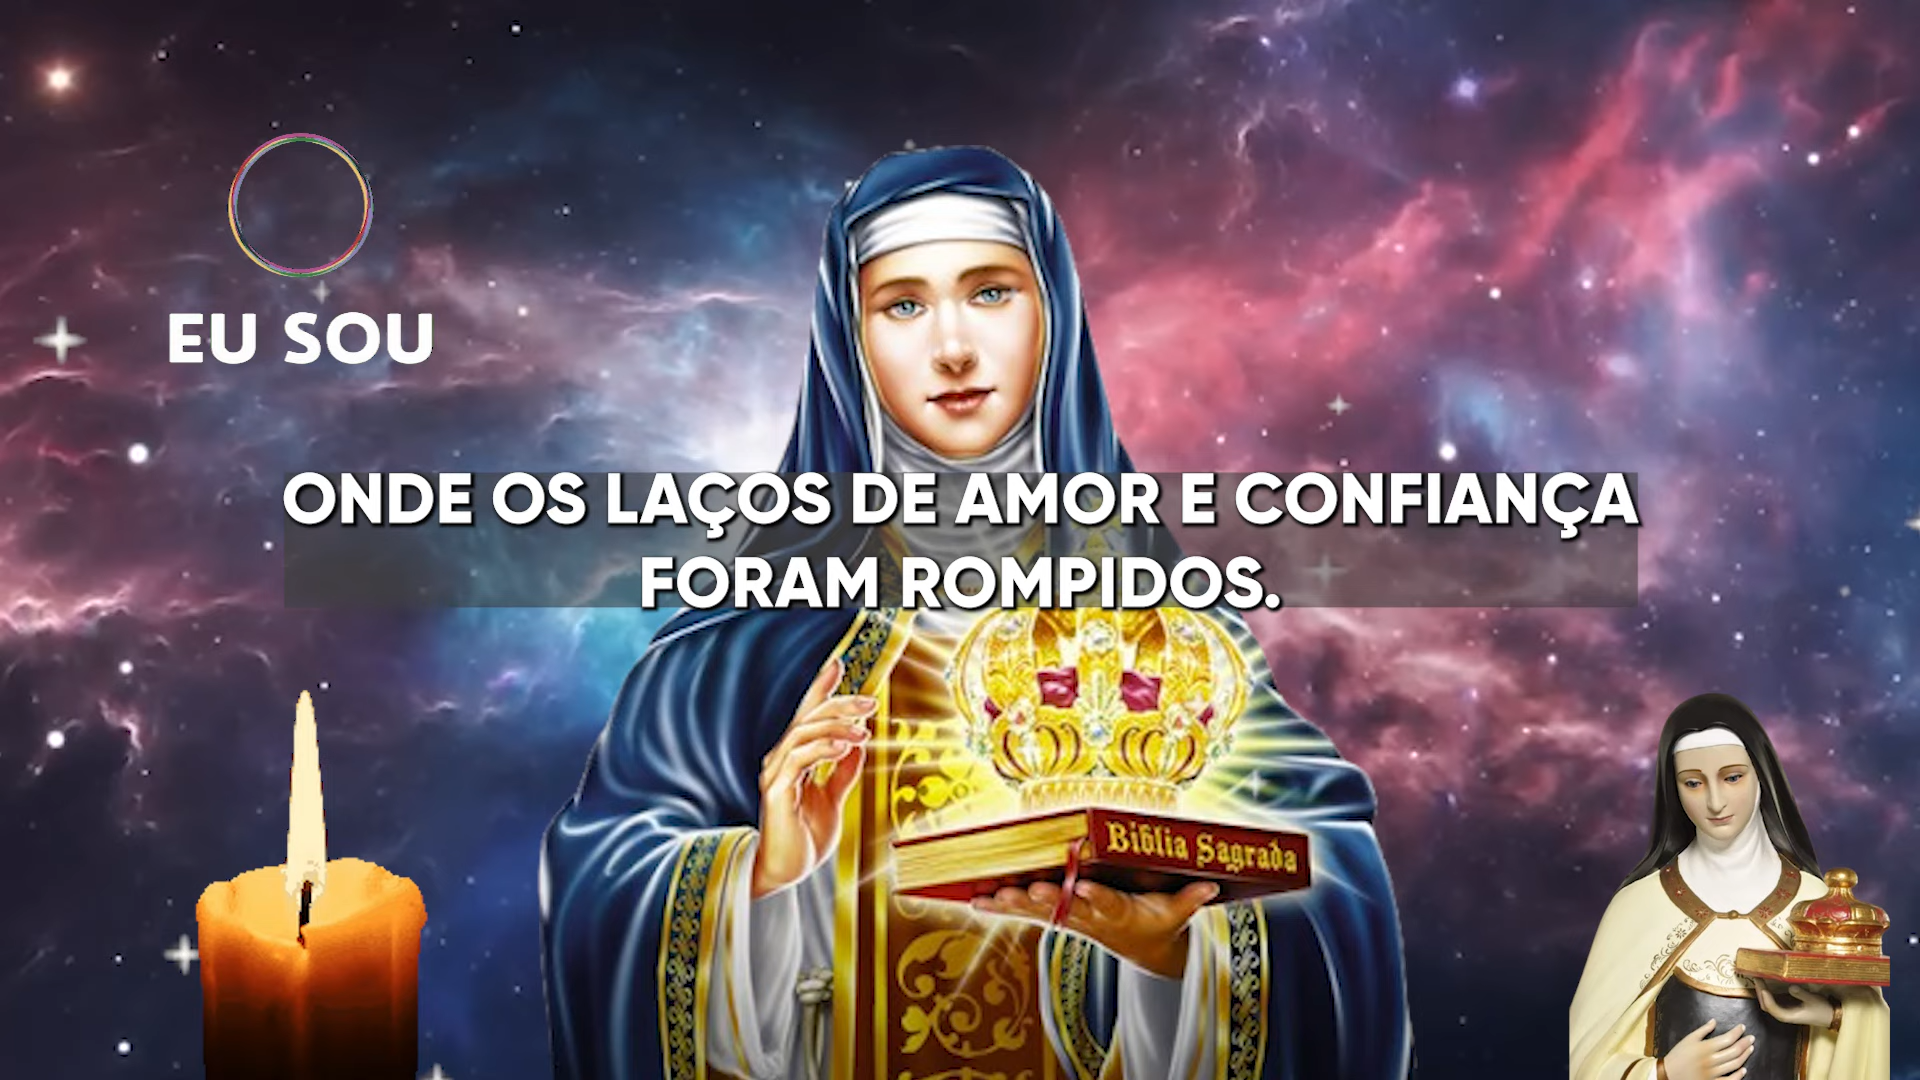 EU SOU
ONDE OS LAÇOS DE AMOR E CONFIANÇA
FORAM ROMPIDOS.
Bíblia Sagrada